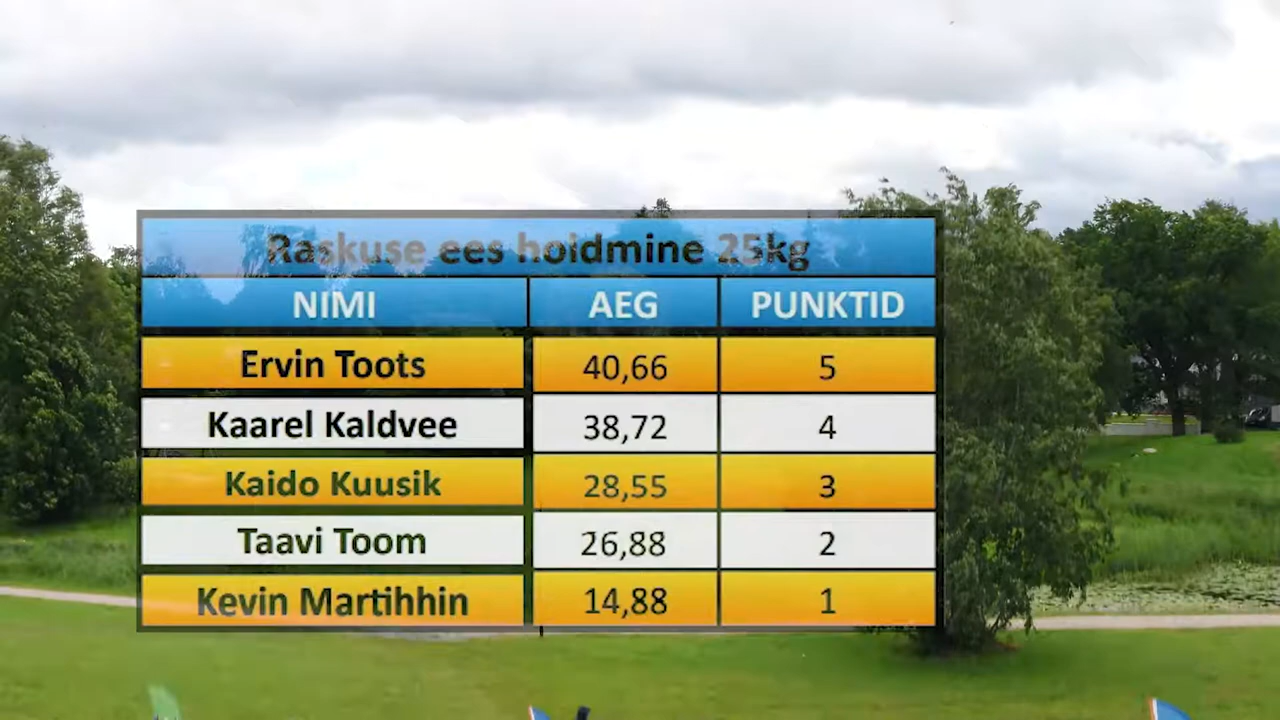 Raskuse ees hoidmine 25kg
NIMI AEG PUNKTID
Ervin Toots 40,66 5
Kaarel Kaldvee 38,72 4
Kaido Kuusik 28,55 3
Taavi Toom 26,88 2
Kevin Martihhin 14,88 1